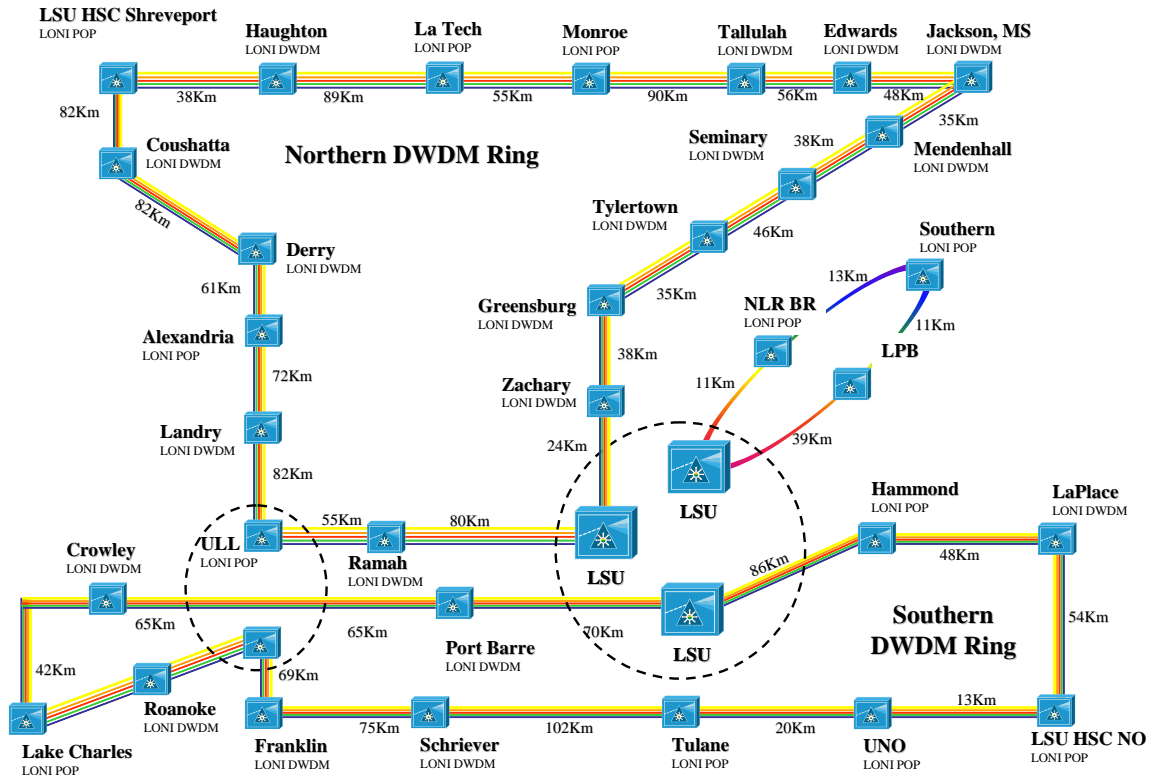 LSU HSC Shreveport
LONI POP
Haughton
LONI DWDM
La Tech
LONI POP
Monroe
LONI POP
Tallulah
LONI DWDM
Edwards
LONI DWDM
Jackson, MS
LONI DWDM
38Km
89Km
55Km
90Km
56Km
48Km
82Km
35Km
Coushatta
LONI DWDM
Northern DWDM Ring
Seminary
LONI DWDM
38Km
Mendenhall
LONI DWDM
82Km
Tylertown
LONI DWDM
46Km
Southern
LONI POP
Derry
LONI DWDM
61Km
35Km
13Km
Greensburg
LONI DWDM
NLR BR
LONI POP
11Km
Alexandria
LONI POP
38Km
LPB
72Km
Zachary
LONI DWDM
11Km
Landry
LONI DWDM
24Km
39Km
82Km
LSU
Hammond
LONI POP
LaPlace
LONI DWDM
55Km
80Km
ULL
LONI POP
Ramah
LONI DWDM
LSU
86Km
48Km
Crowley
LONI DWDM
65Km
65Km
70Km
Southern
DWDM Ring
54Km
Port Barre
LONI DWDM
LSU
42Km
69Km
Roanoke
LONI DWDM
13Km
75Km
102Km
20Km
Lake Charles
LONI POP
Franklin
LONI DWDM
Schriever
LONI DWDM
Tulane
LONI POP
UNO
LONI POP
LSU HSC NO
LONI POP